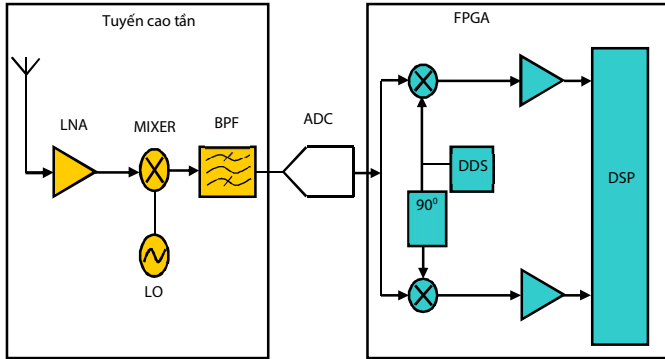 Tuyến cao tần
FPGA
LNA
MIXER
BPF
ADC
LO
DDS
90⁰
DSP